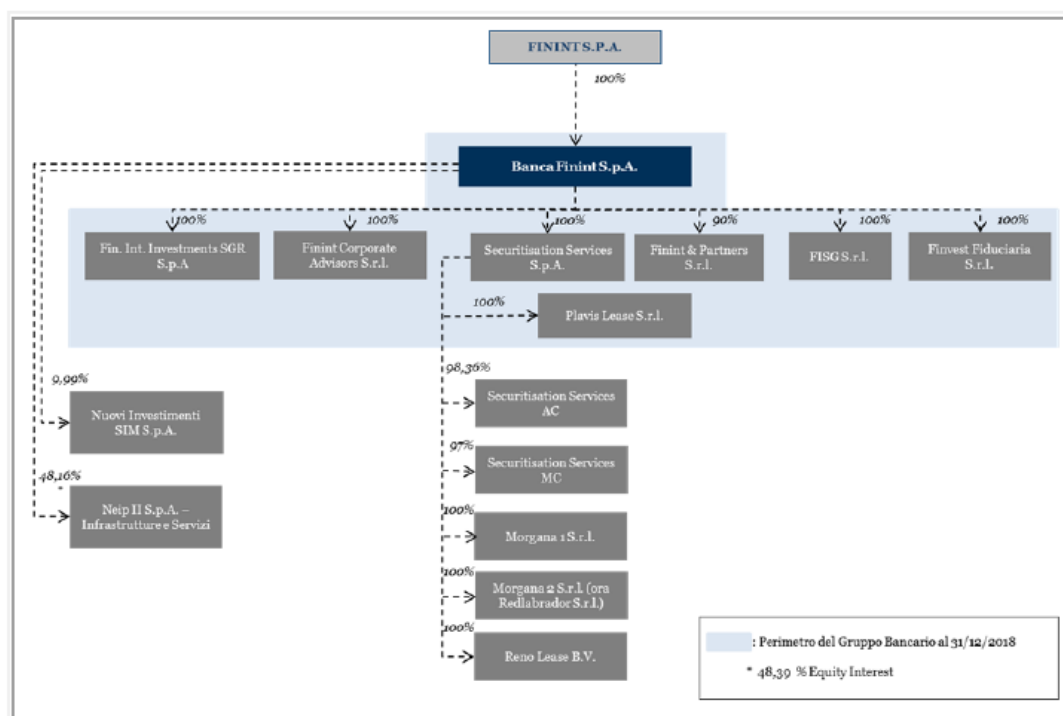 FININT S.P.A.
100%
Banca Finint S.p.A.
100%
100%
100%
90%
100%
100%
Fin. Int. Investments SGR
S.p.A
Finint Corporate
Advisors S.r.l.
Securitisation Services
S.p.A.
Finint & Partners
S.r.l.
FISG S.r.l.
Finvest Fiduciaria
S.r.l.
100%
Plavis Lease S.r.l.
9,99%
Nuovi Investimenti
SIM S.p.A.
48,16%
*
Neip II S.p.A. –
Infrastrutture e Servizi
98,36%
Securitisation Services
AC
97%
Securitisation Services
MC
100%
Morgana 1 S.r.l.
100%
Morgana 2 S.r.l. (ora
Redlabrador S.r.l.)
100%
Reno Lease B.V.
: Perimetro del Gruppo Bancario al 31/12/2018
* 48,39 % Equity Interest